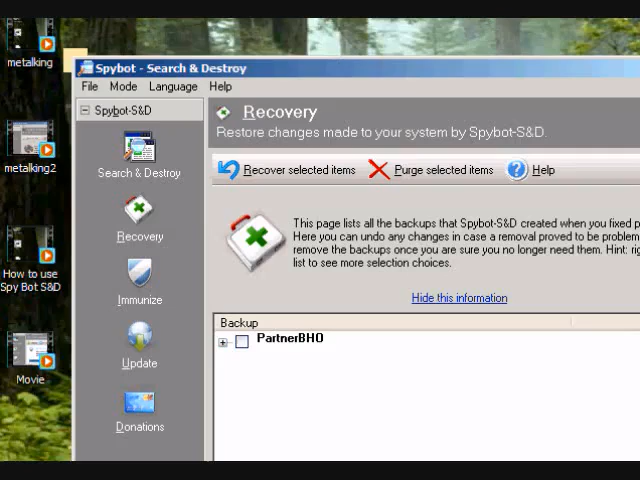 metalking
metalking2
How to use
Spy Bot S&D
Movie
Spybot - Search & Destroy
File Mode Language Help
Spybot-S&D
Search & Destroy
Recovery
Immunize
Update
Donations
Recovery
Restore changes made to your system by Spybot-S&D.
Recover selected items Purge selected items Help
This page lists all the backups that Spybot-S&D created when you fixed p
Here you can undo any changes in case a removal proved to be problem
remove the backups once you are sure you no longer need them. Hint: rig
list to see more selection choices.
Hide this information
Backup
PartnerBHO